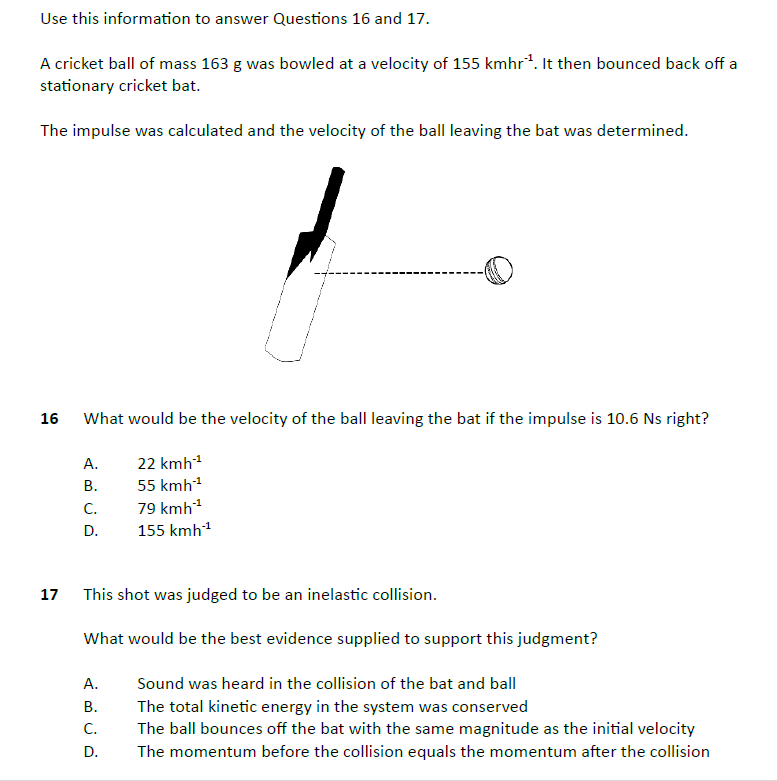 Use this information to answer Questions 16 and 17.
A cricket ball of mass 163 g was bowled at a velocity of 155 kmhr⁻¹. It then bounced back off a
stationary cricket bat.
The impulse was calculated and the velocity of the ball leaving the bat was determined.
16 What would be the velocity of the ball leaving the bat if the impulse is 10.6 Ns right?
A. 22 kmh⁻¹
B. 55 kmh⁻¹
C. 79 kmh⁻¹
D. 155 kmh⁻¹
17 This shot was judged to be an inelastic collision.
What would be the best evidence supplied to support this judgment?
A. Sound was heard in the collision of the bat and ball
B. The total kinetic energy in the system was conserved
C. The ball bounces off the bat with the same magnitude as the initial velocity
D. The momentum before the collision equals the momentum after the collision